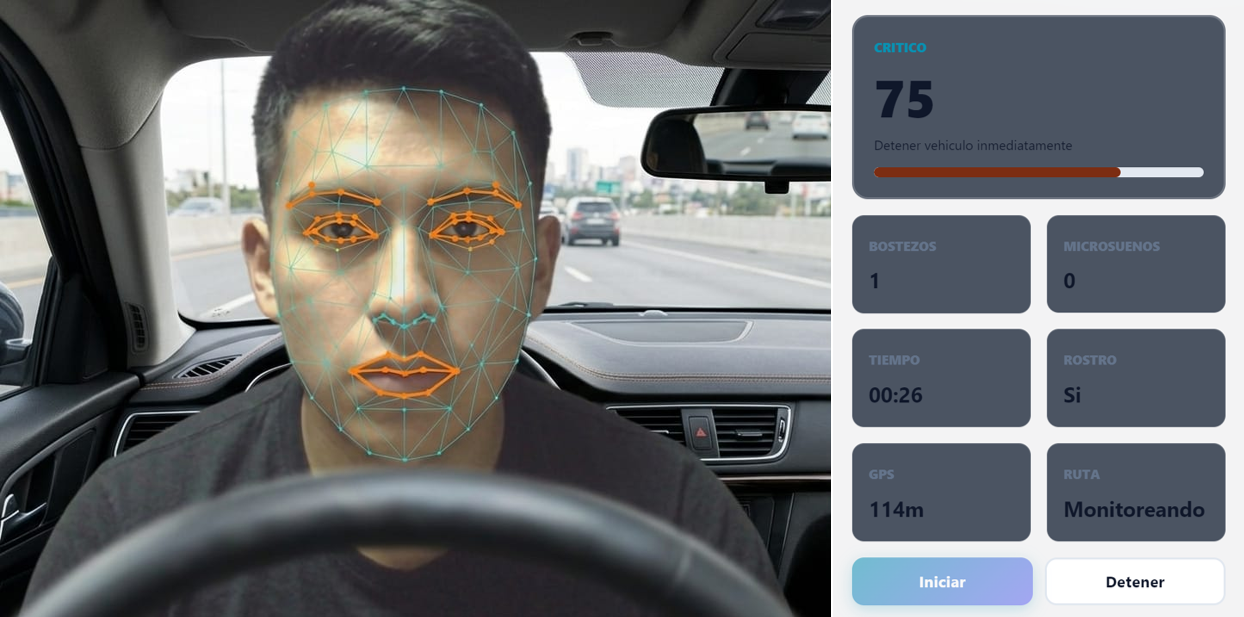 CRITICO
75
Detener vehiculo inmediatamente
BOSTEZOS
1
MICROSUENOS
0
TIEMPO
00:26
ROSTRO
Si
GPS
114m
RUTA
Monitoreando
Iniciar
Detener